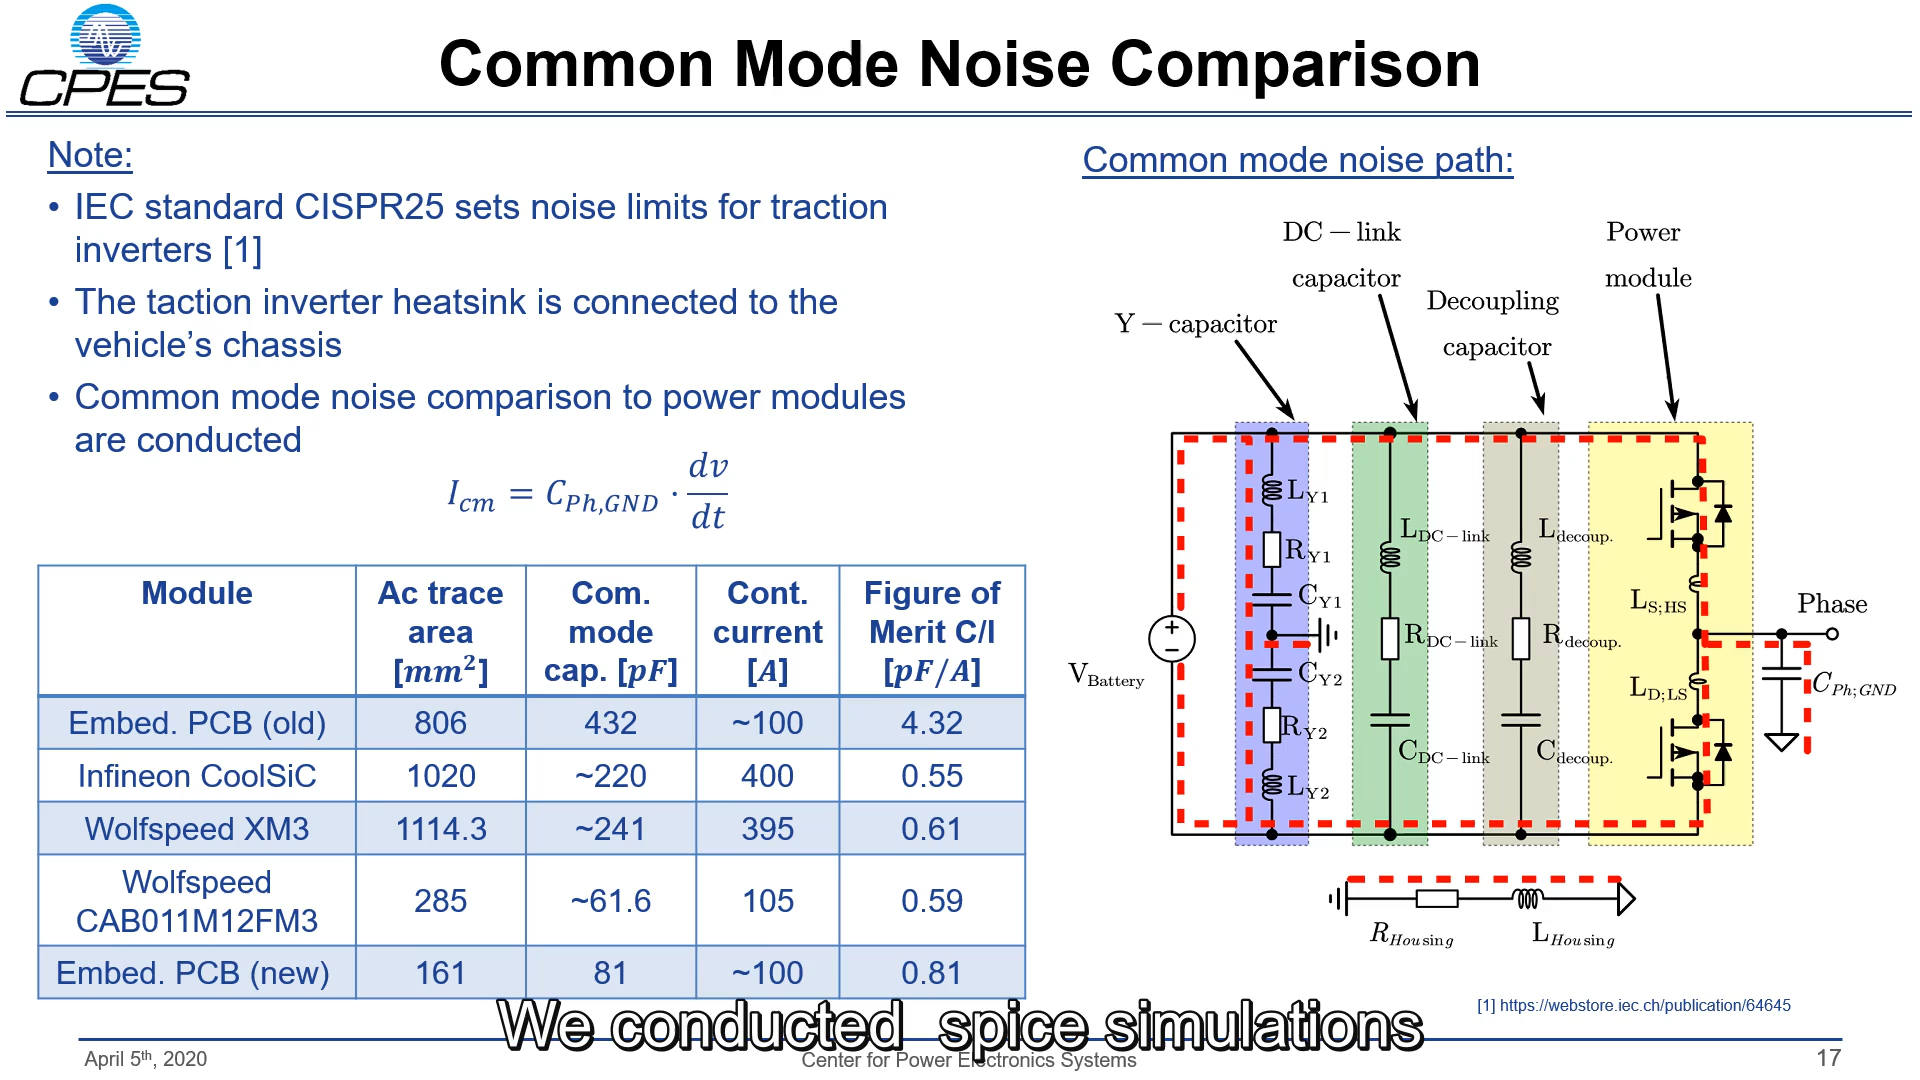 CPES
Common Mode Noise Comparison
Note:
• IEC standard CISPR25 sets noise limits for traction
inverters [1]
• The taction inverter heatsink is connected to the
vehicle’s chassis
• Common mode noise comparison to power modules
are conducted
I_cm = C_Ph,GND · dv/dt
Module | Ac trace area [mm²] | Com. mode cap. [pF] | Cont. current [A] | Figure of Merit C/I [pF/A]
Embed. PCB (old) | 806 | 432 | ~100 | 4.32
Infineon CoolSiC | 1020 | ~220 | 400 | 0.55
Wolfspeed XM3 | 1114.3 | ~241 | 395 | 0.61
Wolfspeed CAB011M12FM3 | 285 | ~61.6 | 105 | 0.59
Embed. PCB (new) | 161 | 81 | ~100 | 0.81
Common mode noise path:
Y – capacitor
DC – link
capacitor
Decoupling
capacitor
Power
module
V_Battery
L_Y1
R_Y1
C_Y1
C_Y2
R_Y2
L_Y2
L_DC – link
R_DC – link
C_DC – link
L_decoup.
R_decoup.
C_decoup.
L_S;HS
L_D;LS
Phase
C_Ph;GND
R_Housing
L_Housing
[1] https://webstore.iec.ch/publication/64645
We conducted spice simulations
April 5th, 2020
Center for Power Electronics Systems
17